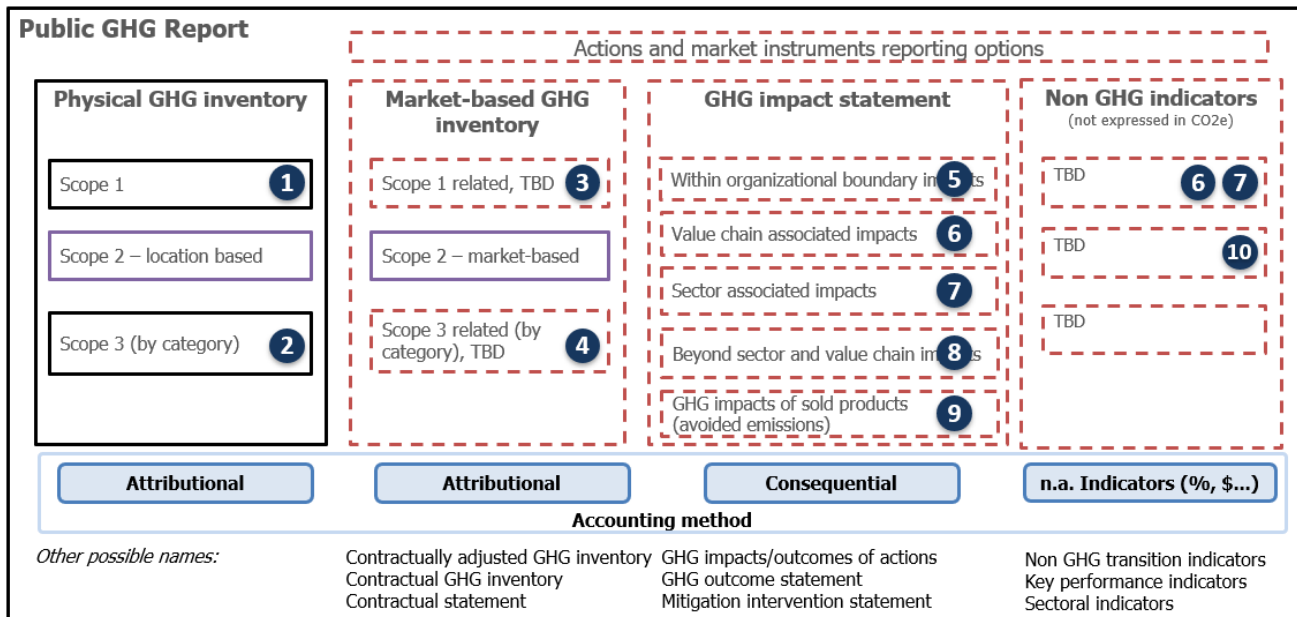 Public GHG Report
Actions and market instruments reporting options
Physical GHG inventory
Scope 1
1
Scope 2 – location based
Scope 3 (by category)
2
Market-based GHG
inventory
Scope 1 related, TBD
3
Scope 2 – market-based
Scope 3 related (by
category), TBD
4
GHG impact statement
Within organizational boundary impacts
5
Value chain associated impacts
6
Sector associated impacts
7
Beyond sector and value chain impacts
8
GHG impacts of sold products
(avoided emissions)
9
Non GHG indicators
(not expressed in CO2e)
TBD
6 7
TBD
10
TBD
Attributional
Attributional
Consequential
n.a. Indicators (%, $...)
Accounting method
Other possible names:
Contractually adjusted GHG inventory
Contractual GHG inventory
Contractual statement
GHG impacts/outcomes of actions
GHG outcome statement
Mitigation intervention statement
Non GHG transition indicators
Key performance indicators
Sectoral indicators